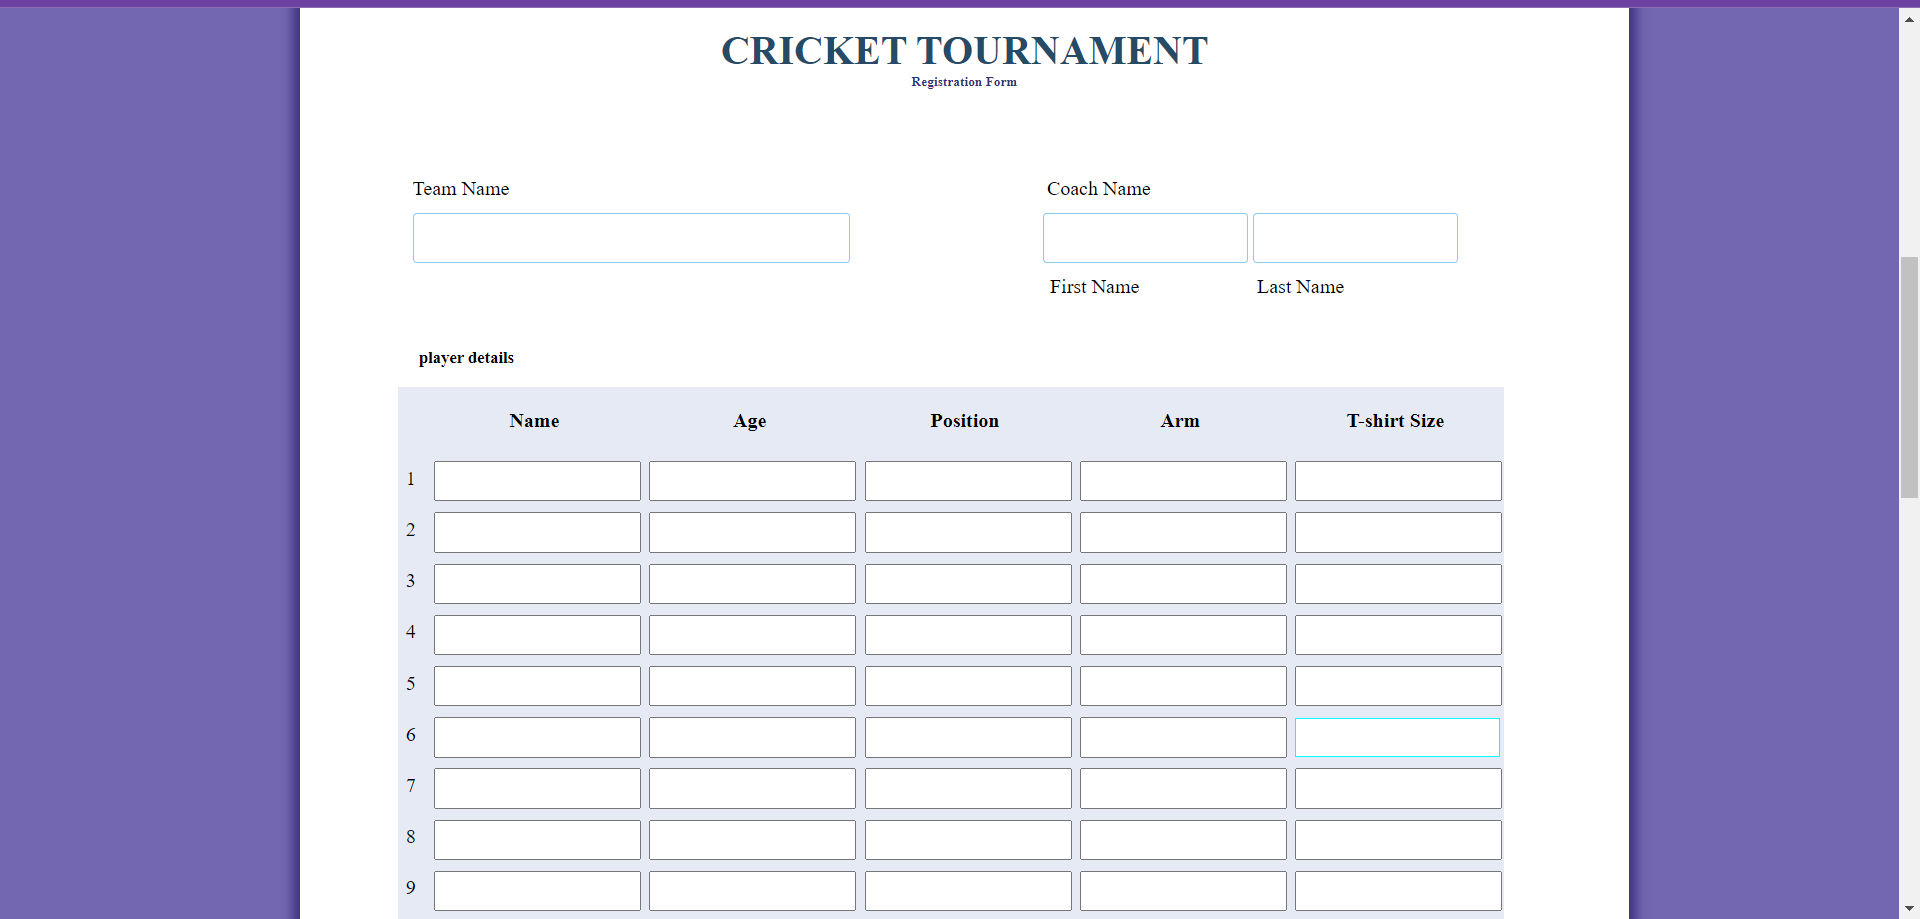 CRICKET TOURNAMENT
Registration Form
Team Name
Coach Name
First Name
Last Name
player details
Name Age Position Arm T-shirt Size
1
2
3
4
5
6
7
8
9